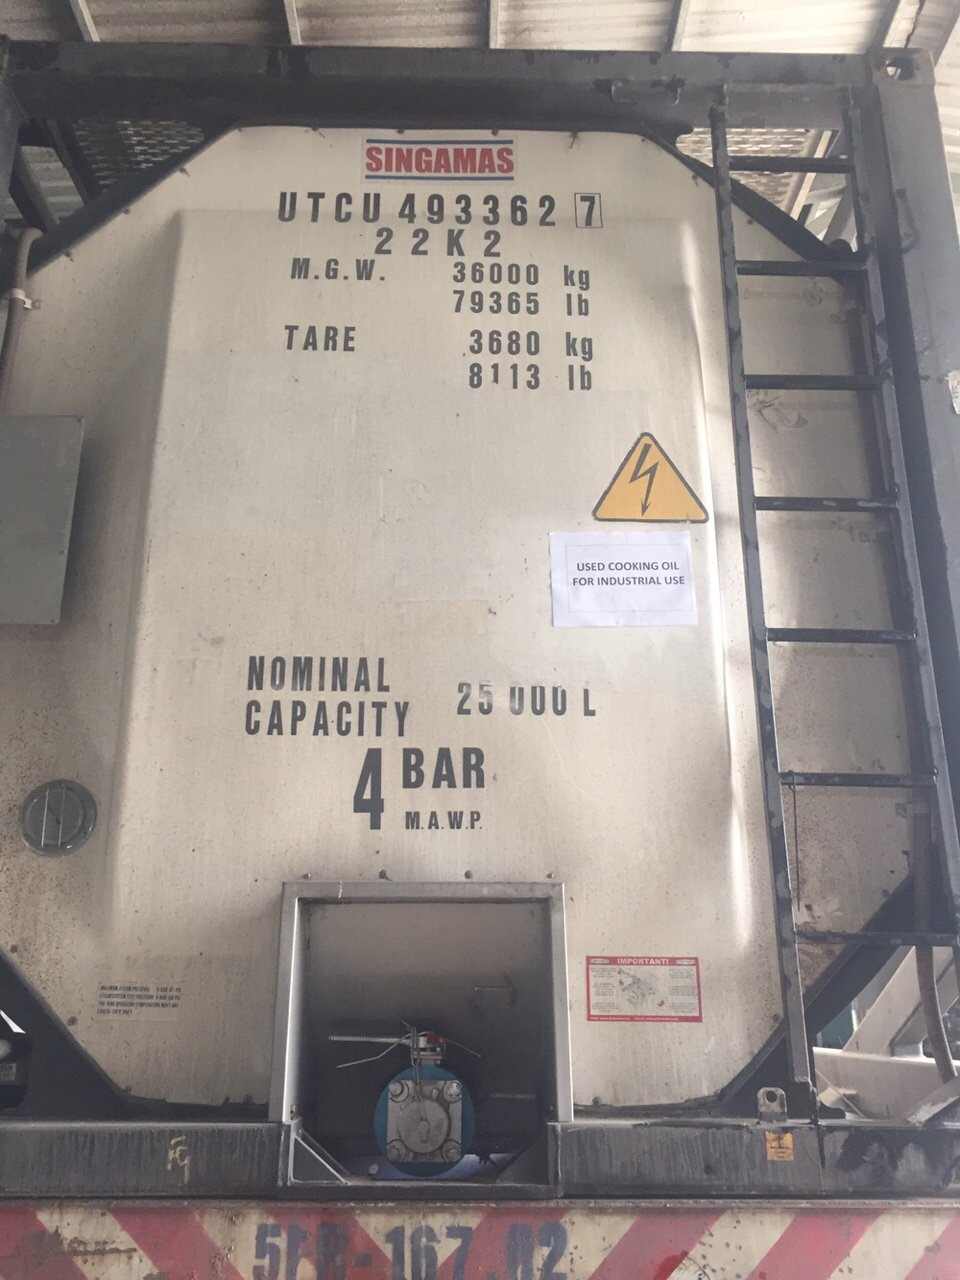 SINGAMAS
UTCU 493362 7
22K2
M.G.W. 36000 kg
79365 lb
TARE 3680 kg
8113 lb
USED COOKING OIL
FOR INDUSTRIAL USE
NOMINAL
CAPACITY 25 000 L
4 BAR
M.A.W.P.
IMPORTANT!